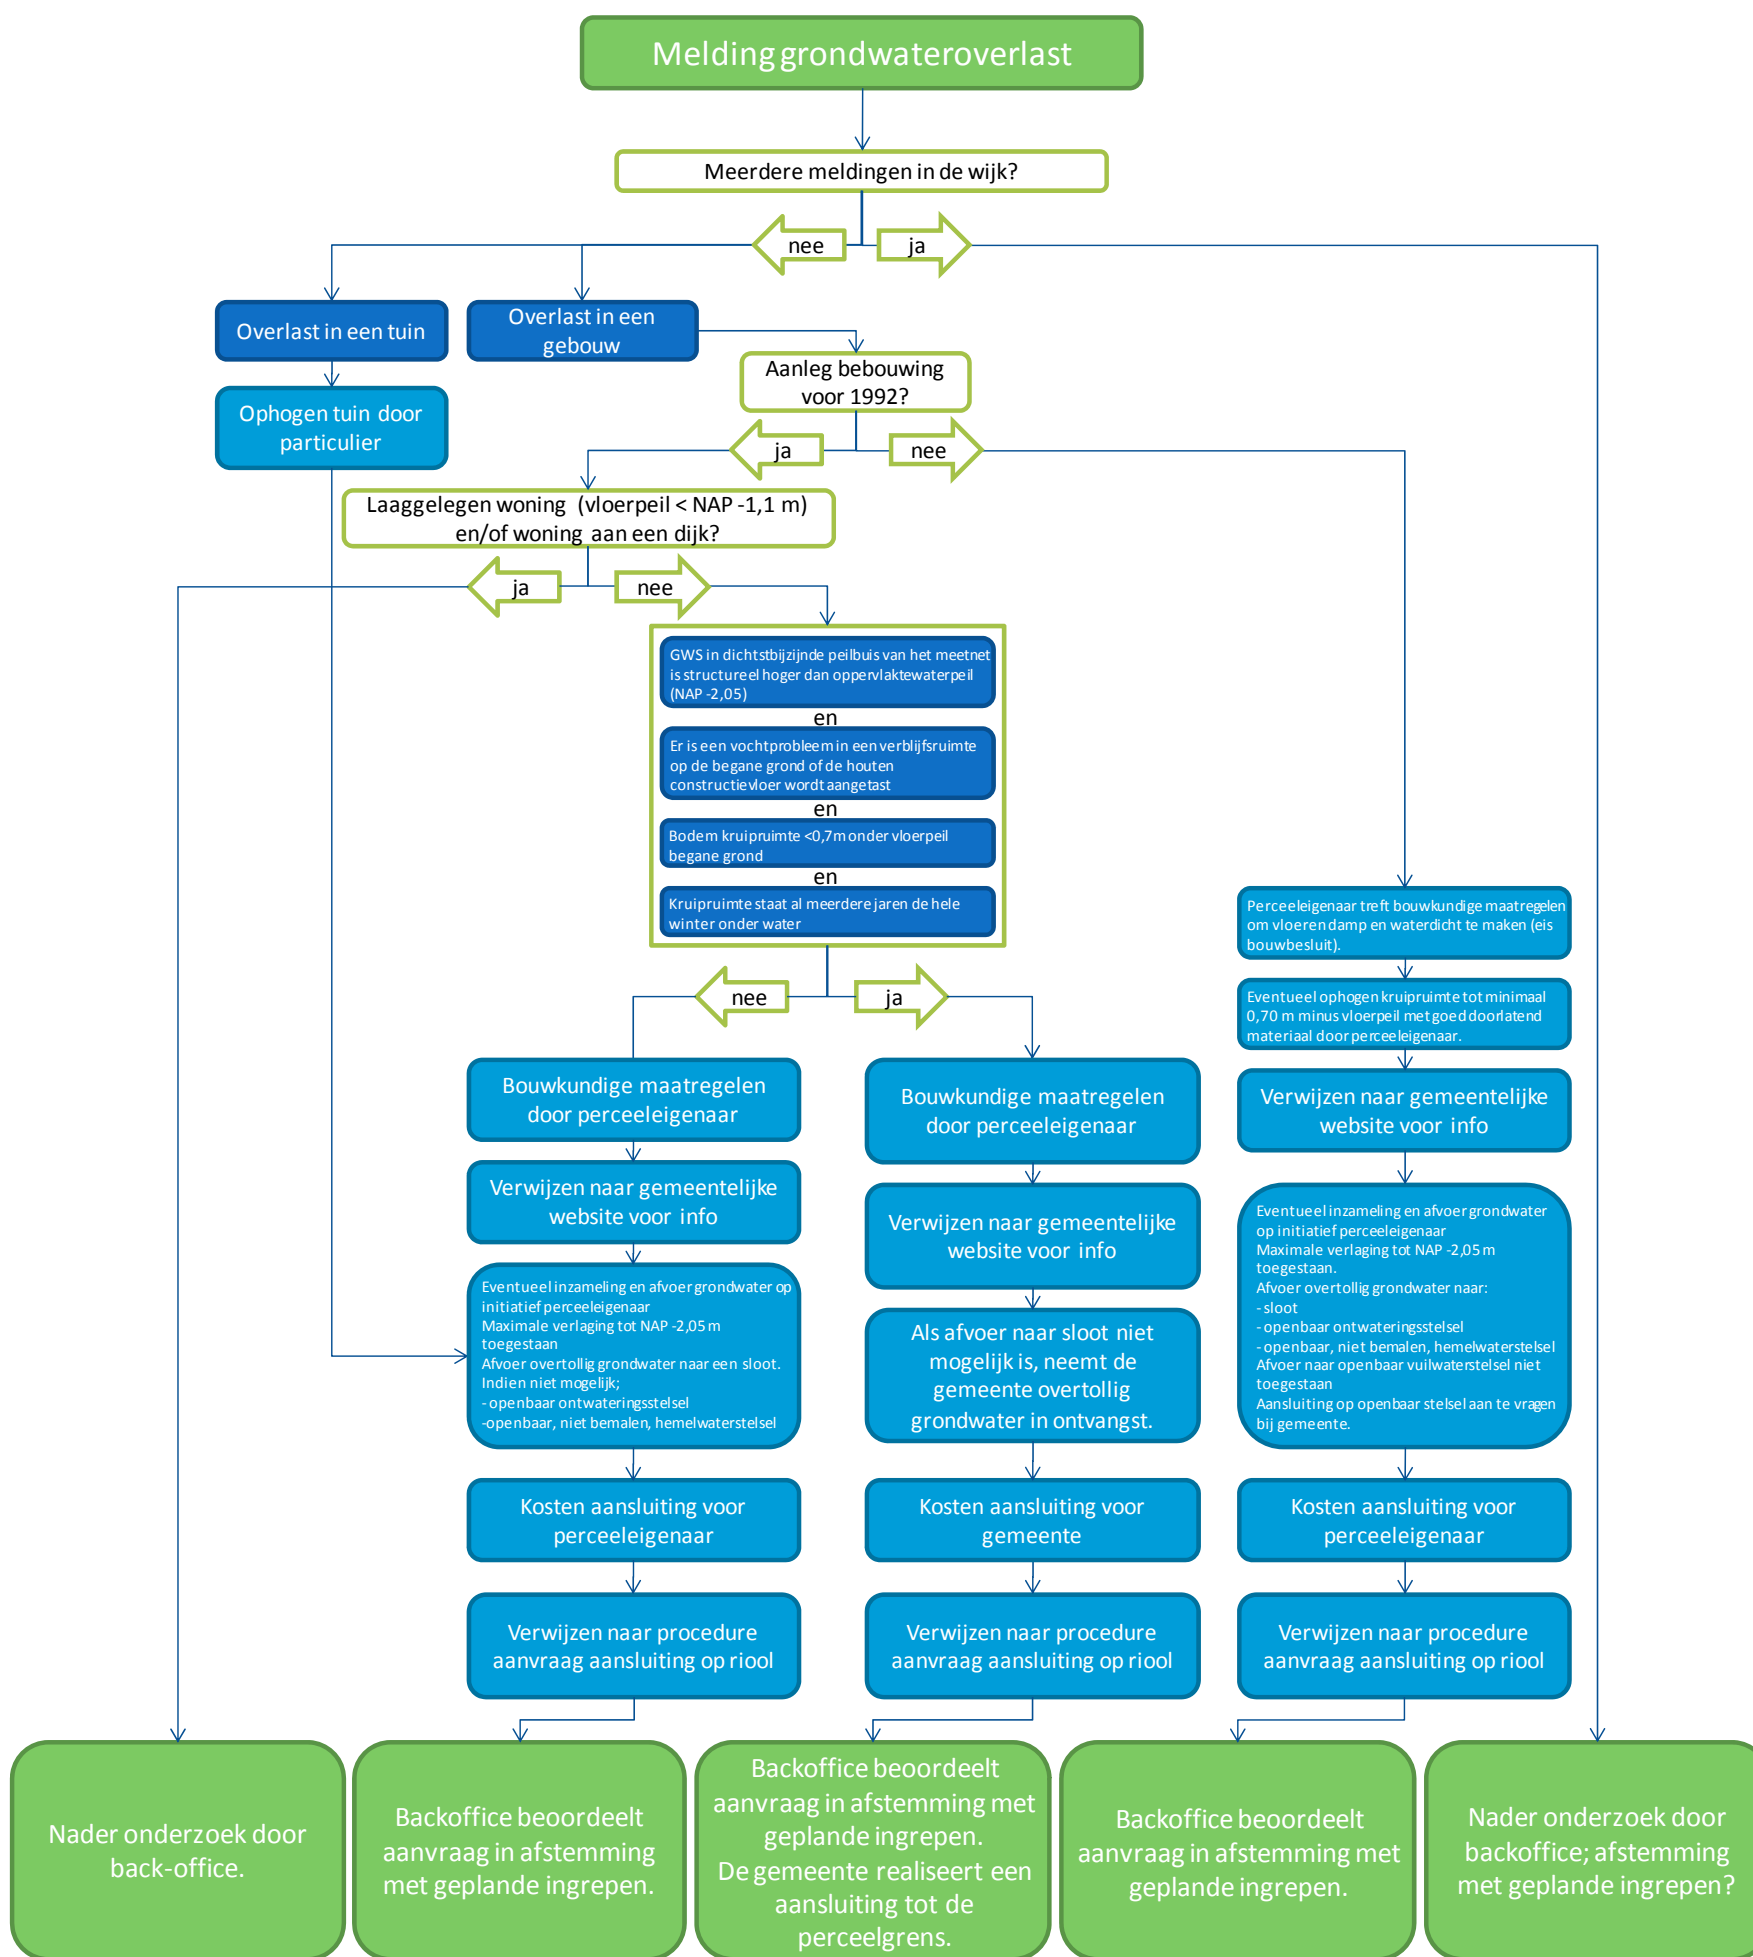 Melding grondwateroverlast
Meerdere meldingen in de wijk?
nee
ja
Overlast in een tuin
Overlast in een
gebouw
Aanleg bebouwing
voor 1992?
Ophogen tuin door
particulier
ja
nee
Laaggelegen woning (vloerpeil < NAP -1,1 m)
en/of woning aan een dijk?
ja
nee
GWS in dichtstbijzijnde peilbuis van het meetnet
is structureel hoger dan oppervlaktewaterpeil
(NAP -2,05)
en
Er is een vochtprobleem in een verblijfsruimte
op de begane grond of de houten
constructievloer wordt aangetast
en
Bodem kruipruimte <0,7m onder vloerpeil
begane grond
en
Kruipruimte staat al meerdere jaren de hele
winter onder water
nee
ja
Bouwkundige maatregelen
door perceeleigenaar
Verwijzen naar gemeentelijke
website voor info
Eventueel inzameling en afvoer grondwater op
initiatief perceeleigenaar
Maximale verlaging tot NAP -2,05 m
toegestaan
Afvoer overtollig grondwater naar een sloot.
Indien niet mogelijk;
- openbaar ontwateringsstelsel
-openbaar, niet bemalen, hemelwaterstelsel
Kosten aansluiting voor
perceeleigenaar
Verwijzen naar procedure
aanvraag aansluiting op riool
Bouwkundige maatregelen
door perceeleigenaar
Verwijzen naar gemeentelijke
website voor info
Als afvoer naar sloot niet
mogelijk is, neemt de
gemeente overtollig
grondwater in ontvangst.
Kosten aansluiting voor
gemeente
Verwijzen naar procedure
aanvraag aansluiting op riool
Perceeleigenaar treft bouwkundige maatregelen
om vloeren damp en waterdicht te maken (eis
bouwbesluit).
Eventueel ophogen kruipruimte tot minimaal
0,70 m minus vloerpeil met goed doorlatend
materiaal door perceeleigenaar.
Verwijzen naar gemeentelijke
website voor info
Eventueel inzameling en afvoer grondwater
op initiatief perceeleigenaar
Maximale verlaging tot NAP -2,05 m
toegestaan.
Afvoer overtollig grondwater naar:
- sloot
- openbaar ontwateringsstelsel
- openbaar, niet bemalen, hemelwaterstelsel
Afvoer naar openbaar vuilwaterstelsel niet
toegestaan
Aansluiting op openbaar stelsel aan te vragen
bij gemeente.
Kosten aansluiting voor
perceeleigenaar
Verwijzen naar procedure
aanvraag aansluiting op riool
Nader onderzoek door
back-office.
Backoffice beoordeelt
aanvraag in afstemming
met geplande ingrepen.
Backoffice beoordeelt
aanvraag in afstemming met
geplande ingrepen.
De gemeente realiseert een
aansluiting tot de
perceelgrens.
Backoffice beoordeelt
aanvraag in afstemming met
geplande ingrepen.
Nader onderzoek door
backoffice; afstemming
met geplande ingrepen?